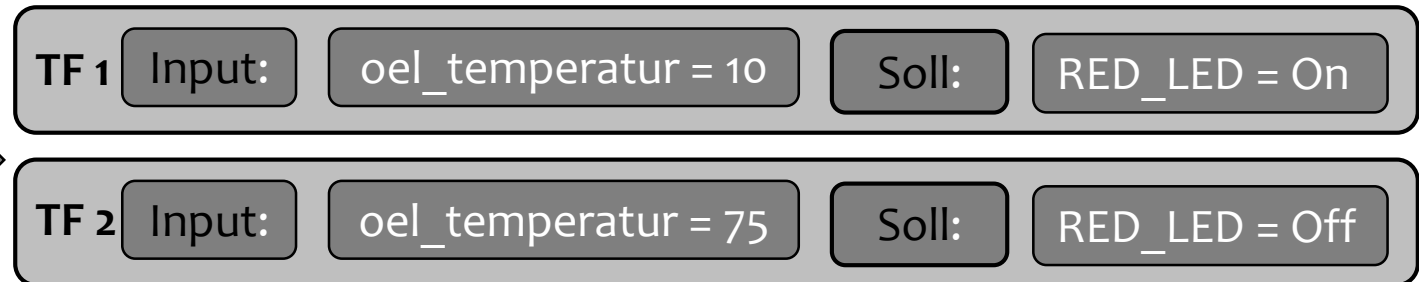 TF 1 Input: oel_temperatur = 10 Soll: RED_LED = On
TF 2 Input: oel_temperatur = 75 Soll: RED_LED = Off